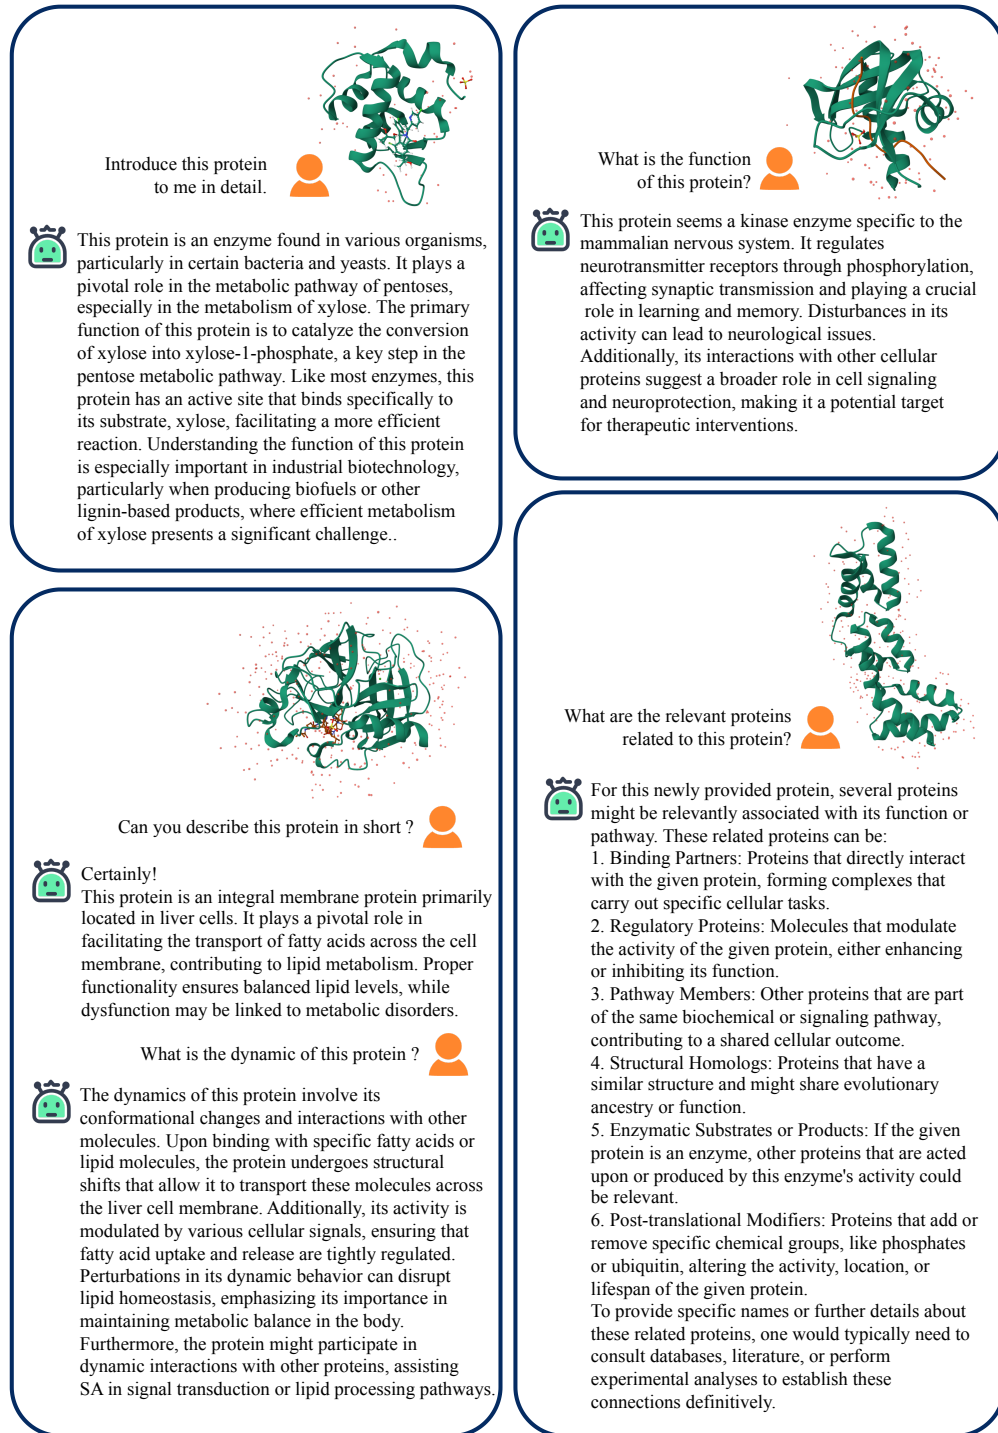 Introduce this protein
to me in detail.
This protein is an enzyme found in various organisms,
particularly in certain bacteria and yeasts. It plays a
pivotal role in the metabolic pathway of pentoses,
especially in the metabolism of xylose. The primary
function of this protein is to catalyze the conversion
of xylose into xylose-1-phosphate, a key step in the
pentose metabolic pathway. Like most enzymes, this
protein has an active site that binds specifically to
its substrate, xylose, facilitating a more efficient
reaction. Understanding the function of this protein
is especially important in industrial biotechnology,
particularly when producing biofuels or other
lignin-based products, where efficient metabolism
of xylose presents a significant challenge..
What is the function
of this protein?
This protein seems a kinase enzyme specific to the
mammalian nervous system. It regulates
neurotransmitter receptors through phosphorylation,
affecting synaptic transmission and playing a crucial
role in learning and memory. Disturbances in its
activity can lead to neurological issues.
Additionally, its interactions with other cellular
proteins suggest a broader role in cell signaling
and neuroprotection, making it a potential target
for therapeutic interventions.
Can you describe this protein in short ?
Certainly!
This protein is an integral membrane protein primarily
located in liver cells. It plays a pivotal role in
facilitating the transport of fatty acids across the cell
membrane, contributing to lipid metabolism. Proper
functionality ensures balanced lipid levels, while
dysfunction may be linked to metabolic disorders.
What is the dynamic of this protein ?
The dynamics of this protein involve its
conformational changes and interactions with other
molecules. Upon binding with specific fatty acids or
lipid molecules, the protein undergoes structural
shifts that allow it to transport these molecules across
the liver cell membrane. Additionally, its activity is
modulated by various cellular signals, ensuring that
fatty acid uptake and release are tightly regulated.
Perturbations in its dynamic behavior can disrupt
lipid homeostasis, emphasizing its importance in
maintaining metabolic balance in the body.
Furthermore, the protein might participate in
dynamic interactions with other proteins, assisting
SA in signal transduction or lipid processing pathways.
What are the relevant proteins
related to this protein?
For this newly provided protein, several proteins
might be relevantly associated with its function or
pathway. These related proteins can be:
1. Binding Partners: Proteins that directly interact
with the given protein, forming complexes that
carry out specific cellular tasks.
2. Regulatory Proteins: Molecules that modulate
the activity of the given protein, either enhancing
or inhibiting its function.
3. Pathway Members: Other proteins that are part
of the same biochemical or signaling pathway,
contributing to a shared cellular outcome.
4. Structural Homologs: Proteins that have a
similar structure and might share evolutionary
ancestry or function.
5. Enzymatic Substrates or Products: If the given
protein is an enzyme, other proteins that are acted
upon or produced by this enzyme's activity could
be relevant.
6. Post-translational Modifiers: Proteins that add or
remove specific chemical groups, like phosphates
or ubiquitin, altering the activity, location, or
lifespan of the given protein.
To provide specific names or further details about
these related proteins, one would typically need to
consult databases, literature, or perform
experimental analyses to establish these
connections definitively.